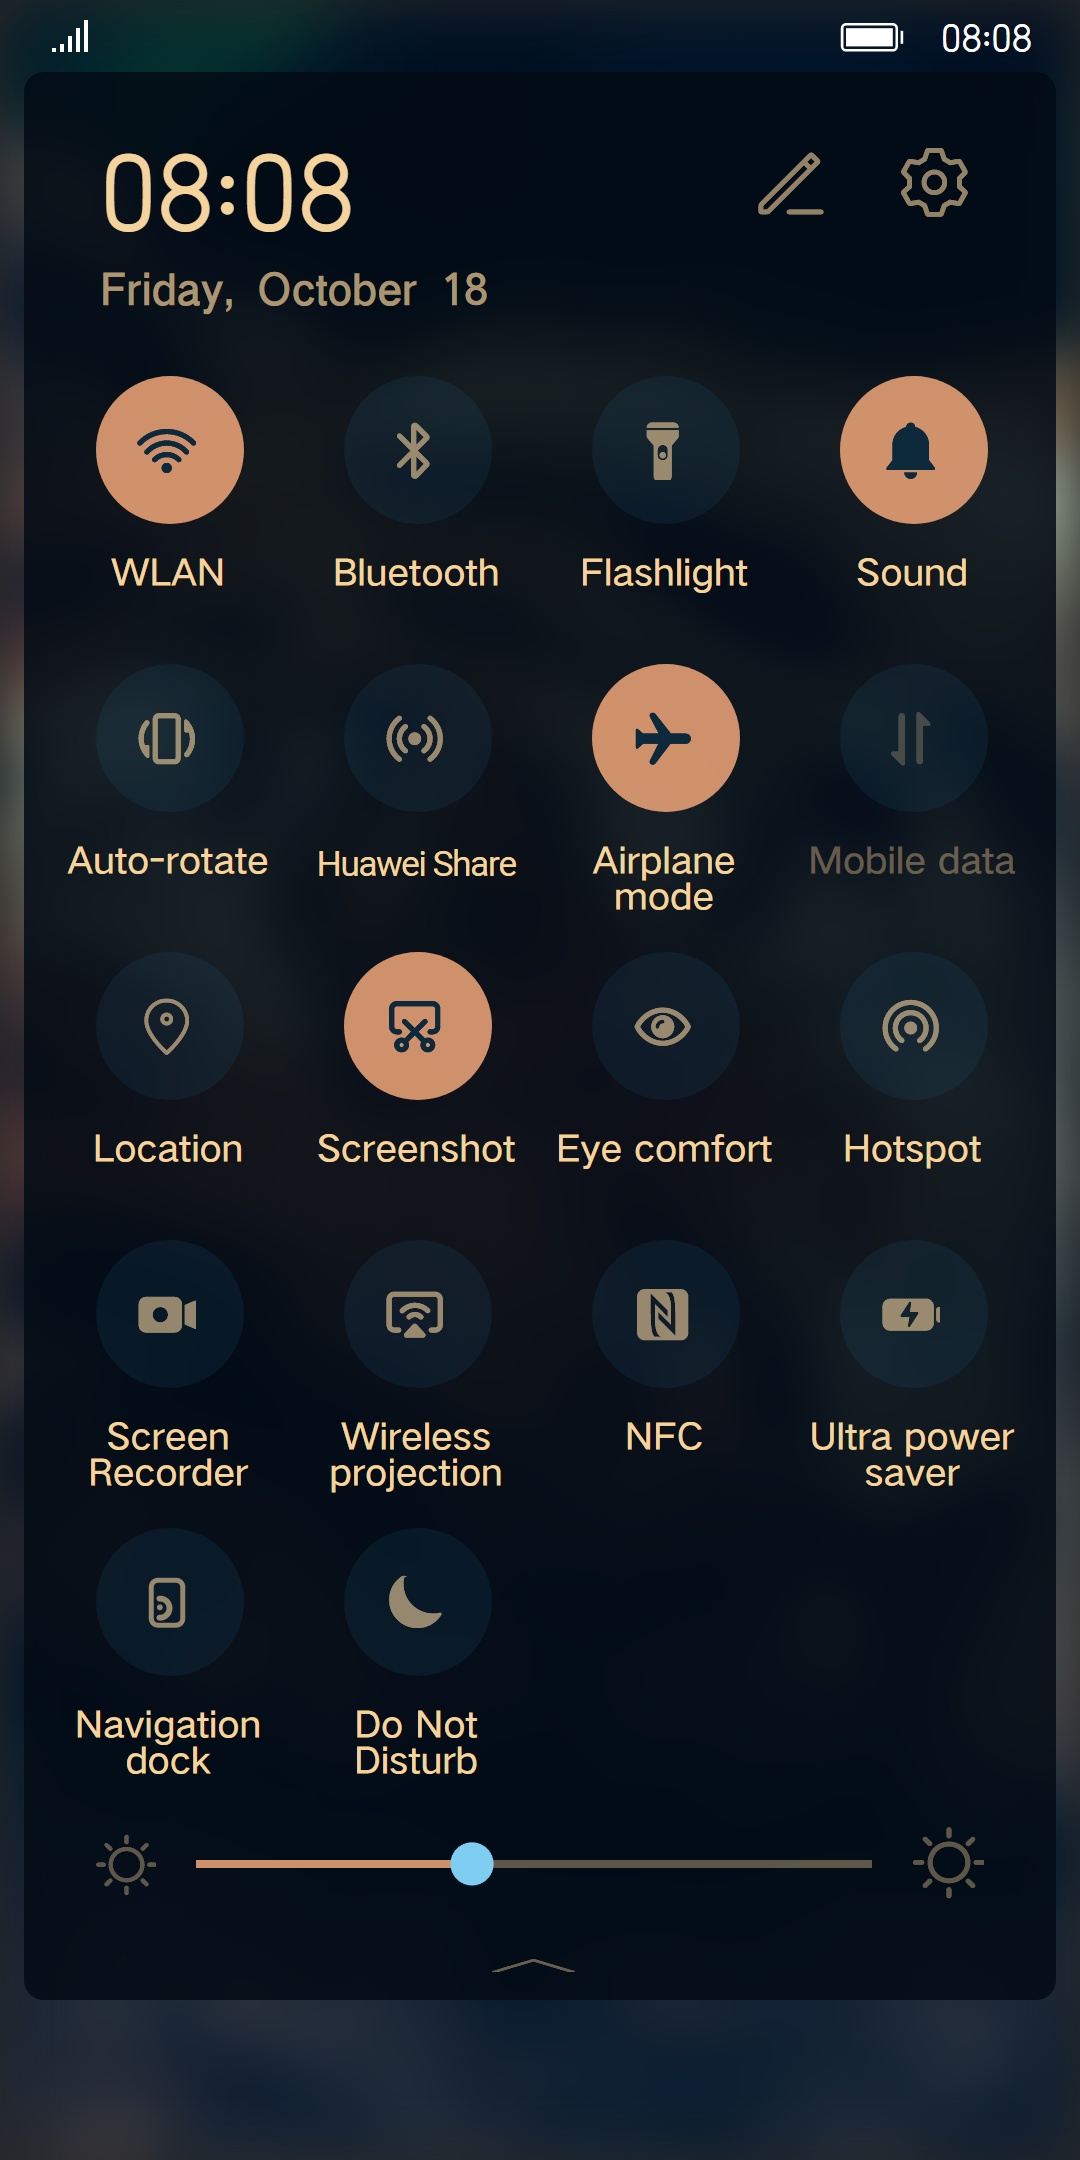 08:08
08:08
Friday, October 18
WLAN Bluetooth Flashlight Sound
Auto-rotate Huawei Share Airplane mode Mobile data
Location Screenshot Eye comfort Hotspot
Screen Recorder Wireless projection NFC Ultra power saver
Navigation dock Do Not Disturb